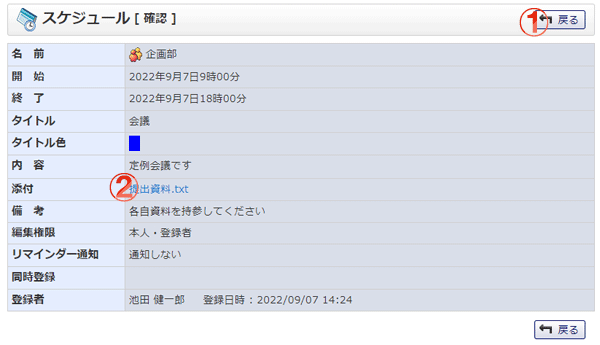 スケジュール [ 確認 ]
① 戻る
名 前 企画部
開 始 2022年9月7日9時00分
終 了 2022年9月7日18時00分
タイトル 会議
タイトル色
内 容 定例会議です
添付 ② 提出資料.txt
備 考 各自資料を持参してください
編集権限 本人・登録者
リマインダー通知 通知しない
同時登録
登録者 池田 健一郎 登録日時 : 2022/09/07 14:24
戻る